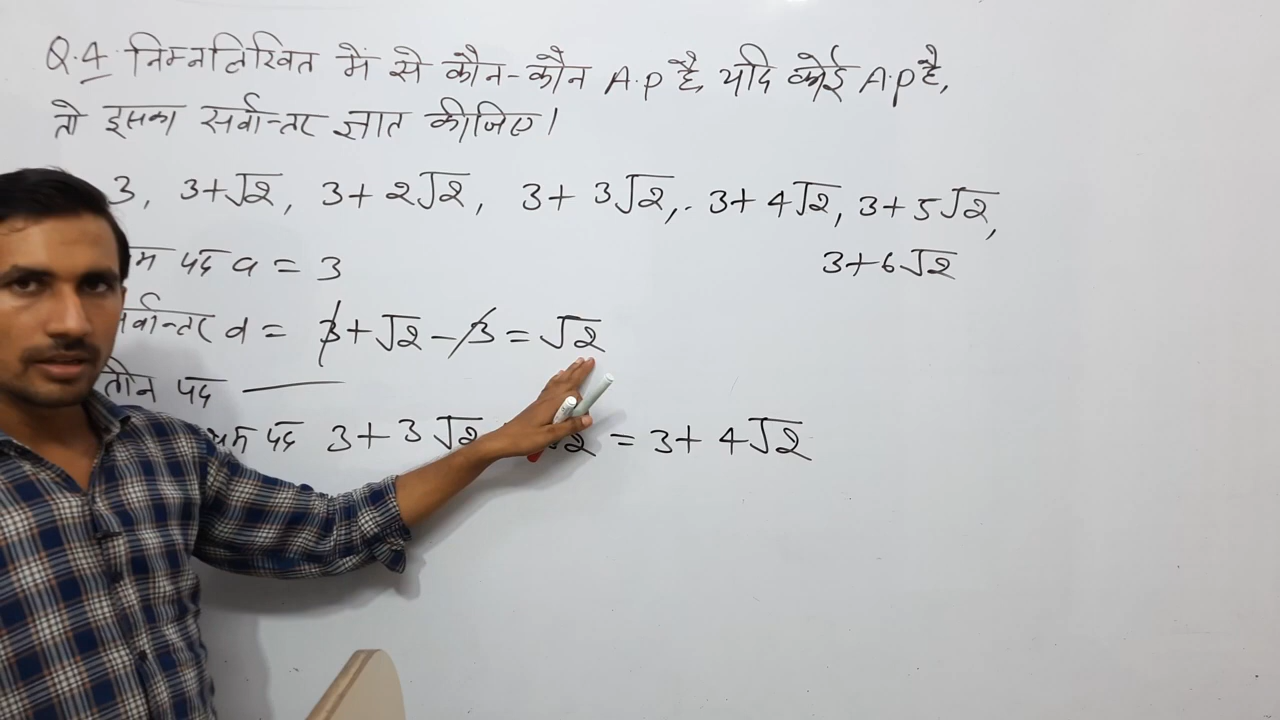 Q.4. निम्नलिखित में से कौन-कौन A.P है, यदि कोई A.P है,
तो इसका सर्वान्तर ज्ञात कीजिए।
3, 3+√2, 3+2√2, 3+3√2, 3+4√2, 3+5√2,
3+6√2
पद a = 3
सर्वान्तर d = 3+√2-3 = √2
तीन पद —
पद 3+3√2 √2 = 3+4√2